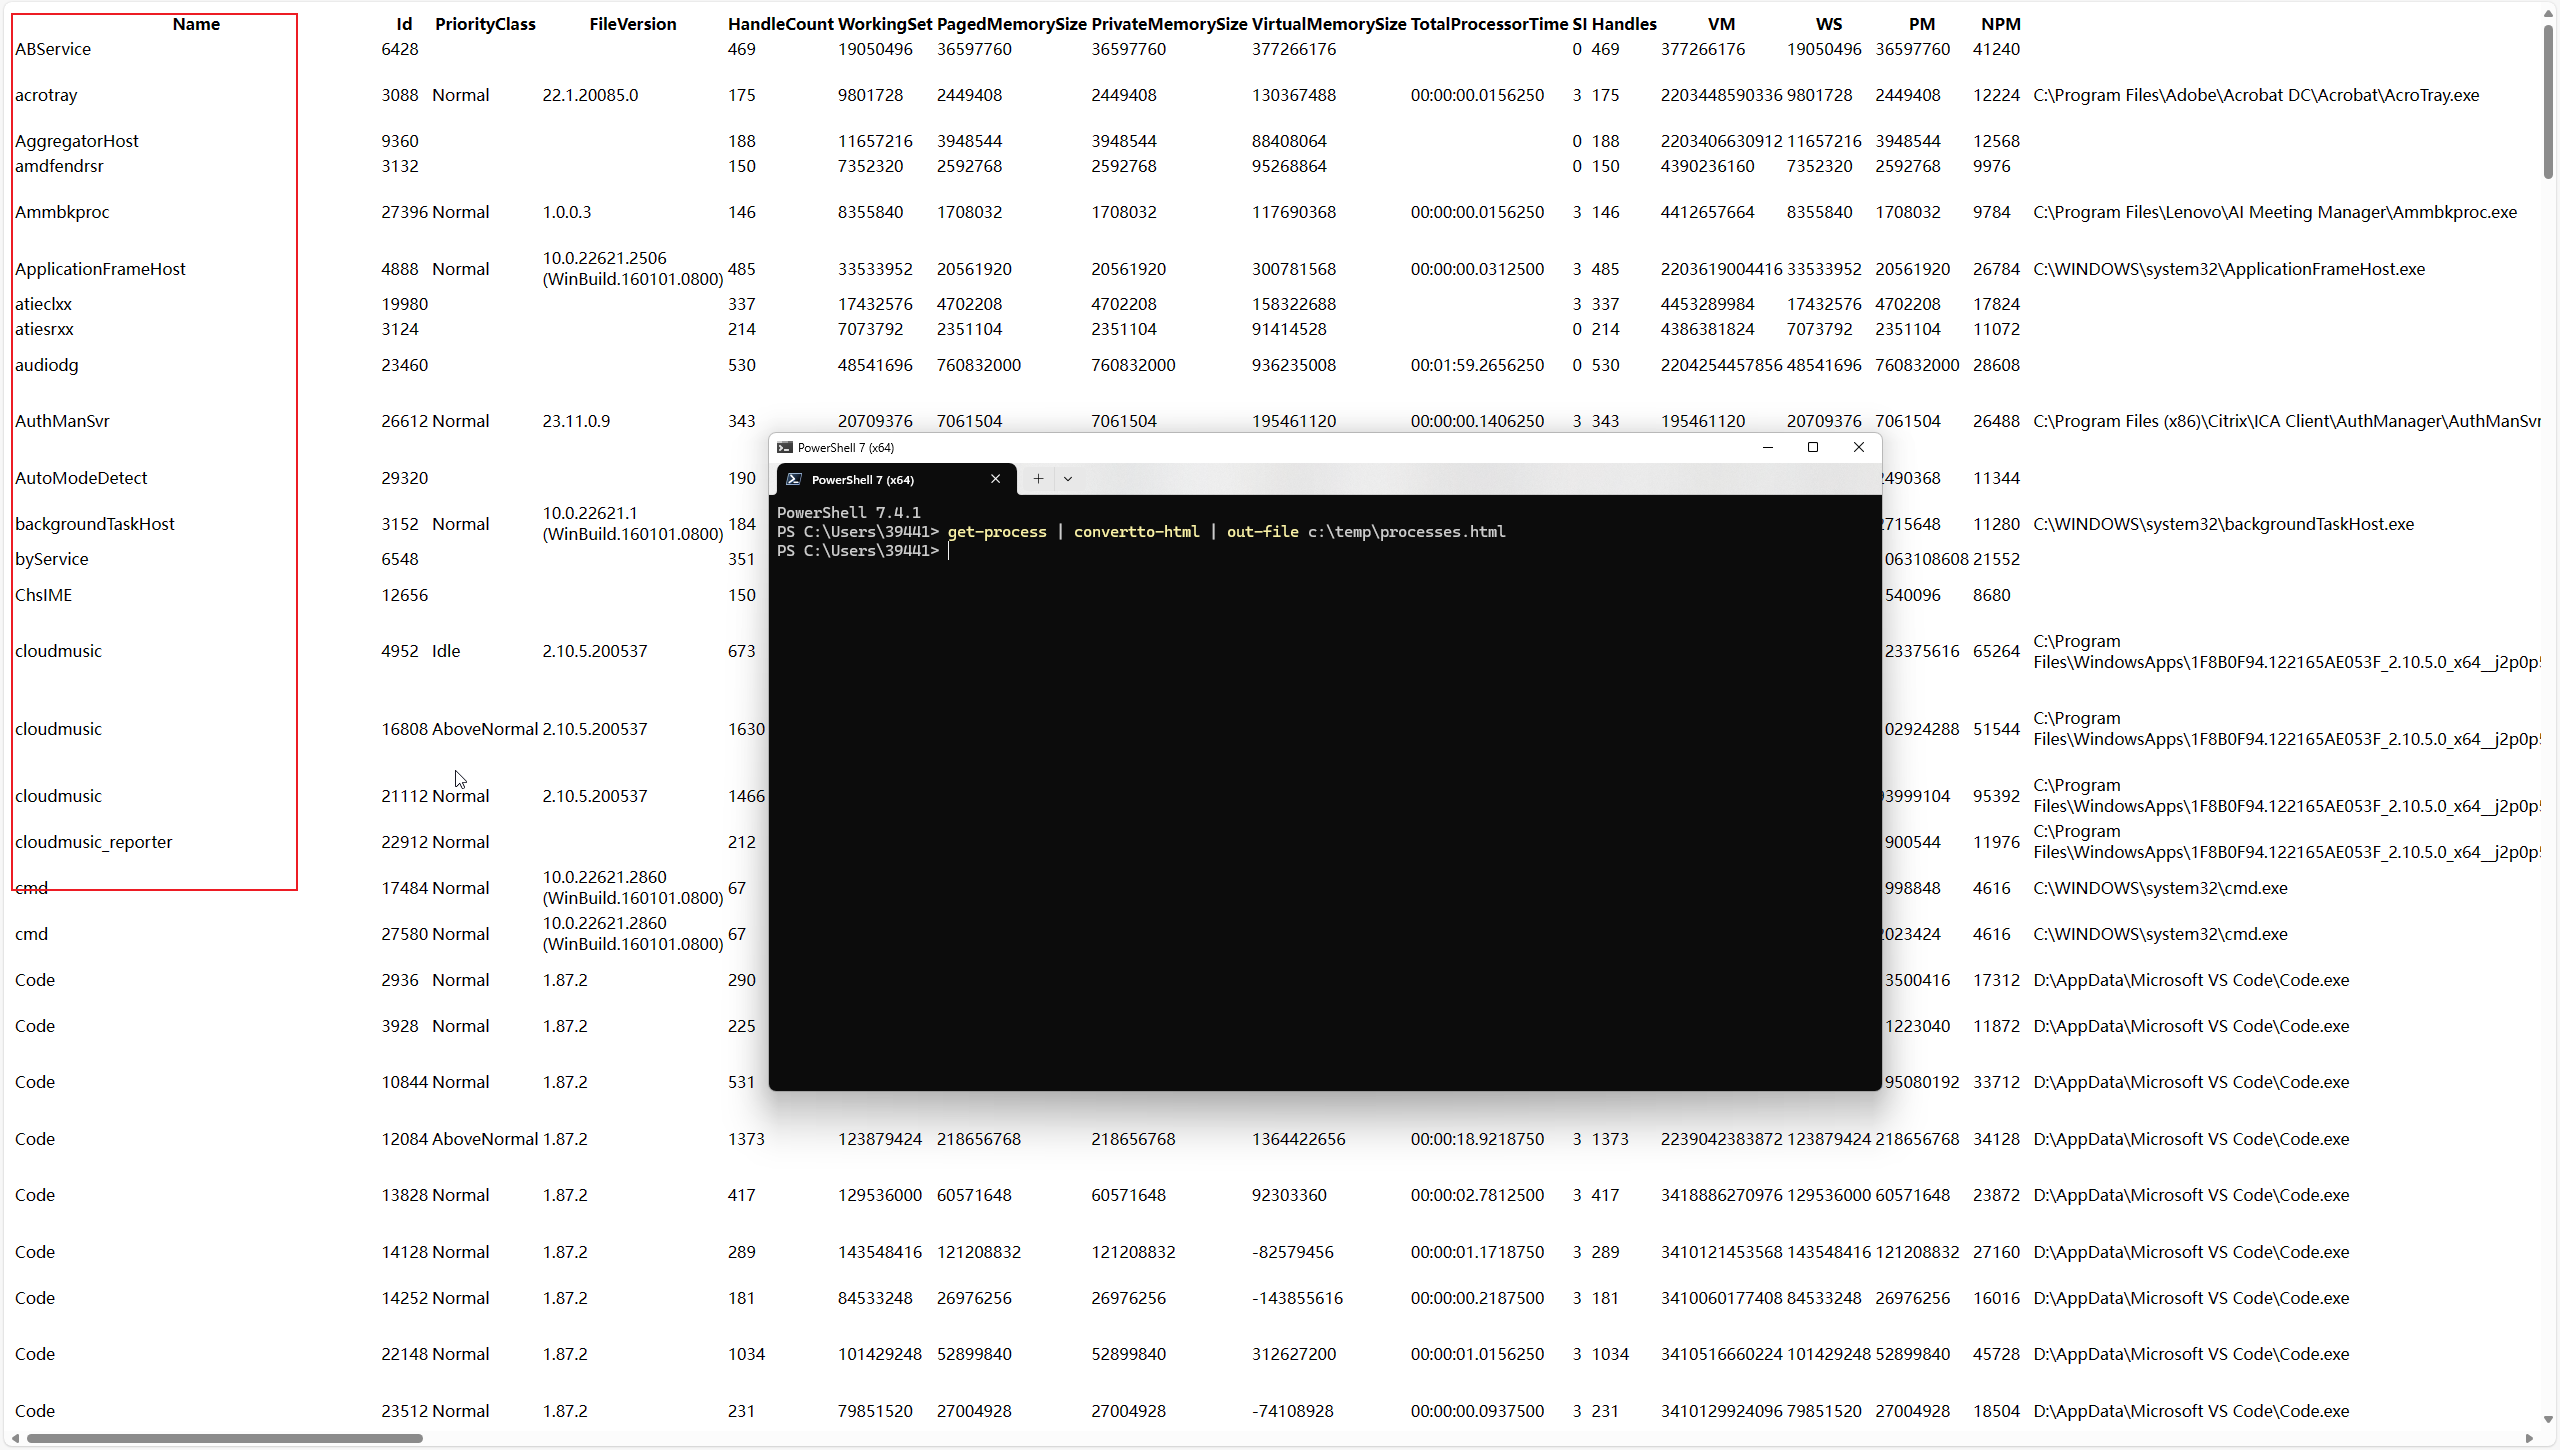 Name Id PriorityClass FileVersion HandleCount WorkingSet PagedMemorySize PrivateMemorySize VirtualMemorySize TotalProcessorTime SI Handles VM WS PM NPM
ABService 6428 469 19050496 36597760 36597760 377266176 0 469 377266176 19050496 36597760 41240
acrotray 3088 Normal 22.1.20085.0 175 9801728 2449408 2449408 130367488 00:00:00.0156250 3 175 2203448590336 9801728 2449408 12224 C:\Program Files\Adobe\Acrobat DC\Acrobat\AcroTray.exe
AggregatorHost 9360 188 11657216 3948544 3948544 88408064 0 188 2203406630912 11657216 3948544 12568
amdfendrsr 3132 150 7352320 2592768 2592768 95268864 0 150 4390236160 7352320 2592768 9976
Ammbkproc 27396 Normal 1.0.0.3 146 8355840 1708032 1708032 117690368 00:00:00.0156250 3 146 4412657664 8355840 1708032 9784 C:\Program Files\Lenovo\AI Meeting Manager\Ammbkproc.exe
ApplicationFrameHost 4888 Normal 10.0.22621.2506 (WinBuild.160101.0800) 485 33533952 20561920 20561920 300781568 00:00:00.0312500 3 485 2203619004416 33533952 20561920 26784 C:\WINDOWS\system32\ApplicationFrameHost.exe
atieclxx 19980 337 17432576 4702208 4702208 158322688 3 337 4453289984 17432576 4702208 17824
atiesrxx 3124 214 7073792 2351104 2351104 91414528 0 214 4386381824 7073792 2351104 11072
audiodg 23460 530 48541696 760832000 760832000 936235008 00:01:59.2656250 0 530 2204254457856 48541696 760832000 28608
AuthManSvr 26612 Normal 23.11.0.9 343 20709376 7061504 7061504 195461120 00:00:00.1406250 3 343 195461120 20709376 7061504 26488 C:\Program Files (x86)\Citrix\ICA Client\AuthManager\AuthManSvr
AutoModeDetect 29320 190 490368 11344
backgroundTaskHost 3152 Normal 10.0.22621.1 (WinBuild.160101.0800) 184 715648 11280 C:\WINDOWS\system32\backgroundTaskHost.exe
byService 6548 351 063108608 21552
ChsIME 12656 150 540096 8680
cloudmusic 4952 Idle 2.10.5.200537 673 23375616 65264 C:\Program Files\WindowsApps\1F8B0F94.122165AE053F_2.10.5.0_x64__j2p0p
cloudmusic 16808 AboveNormal 2.10.5.200537 1630 02924288 51544 C:\Program Files\WindowsApps\1F8B0F94.122165AE053F_2.10.5.0_x64__j2p0p
cloudmusic 21112 Normal 2.10.5.200537 1466 3999104 95392 C:\Program Files\WindowsApps\1F8B0F94.122165AE053F_2.10.5.0_x64__j2p0p
cloudmusic_reporter 22912 Normal 212 900544 11976 C:\Program Files\WindowsApps\1F8B0F94.122165AE053F_2.10.5.0_x64__j2p0p
cmd 17484 Normal 10.0.22621.2860 (WinBuild.160101.0800) 67 998848 4616 C:\WINDOWS\system32\cmd.exe
cmd 27580 Normal 10.0.22621.2860 (WinBuild.160101.0800) 67 023424 4616 C:\WINDOWS\system32\cmd.exe
Code 2936 Normal 1.87.2 290 3500416 17312 D:\AppData\Microsoft VS Code\Code.exe
Code 3928 Normal 1.87.2 225 1223040 11872 D:\AppData\Microsoft VS Code\Code.exe
Code 10844 Normal 1.87.2 531 95080192 33712 D:\AppData\Microsoft VS Code\Code.exe
Code 12084 AboveNormal 1.87.2 1373 123879424 218656768 218656768 1364422656 00:00:18.9218750 3 1373 2239042383872 123879424 218656768 34128 D:\AppData\Microsoft VS Code\Code.exe
Code 13828 Normal 1.87.2 417 129536000 60571648 60571648 92303360 00:00:02.7812500 3 417 3418886270976 129536000 60571648 23872 D:\AppData\Microsoft VS Code\Code.exe
Code 14128 Normal 1.87.2 289 143548416 121208832 121208832 -82579456 00:00:01.1718750 3 289 3410121453568 143548416 121208832 27160 D:\AppData\Microsoft VS Code\Code.exe
Code 14252 Normal 1.87.2 181 84533248 26976256 26976256 -143855616 00:00:00.2187500 3 181 3410060177408 84533248 26976256 16016 D:\AppData\Microsoft VS Code\Code.exe
Code 22148 Normal 1.87.2 1034 101429248 52899840 52899840 312627200 00:00:01.0156250 3 1034 3410516660224 101429248 52899840 45728 D:\AppData\Microsoft VS Code\Code.exe
Code 23512 Normal 1.87.2 231 79851520 27004928 27004928 -74108928 00:00:00.0937500 3 231 3410129924096 79851520 27004928 18504 D:\AppData\Microsoft VS Code\Code.exe
PowerShell 7 (x64)
PowerShell 7 (x64)
PowerShell 7.4.1
PS C:\Users\39441> get-process | convertto-html | out-file c:\temp\processes.html
PS C:\Users\39441>